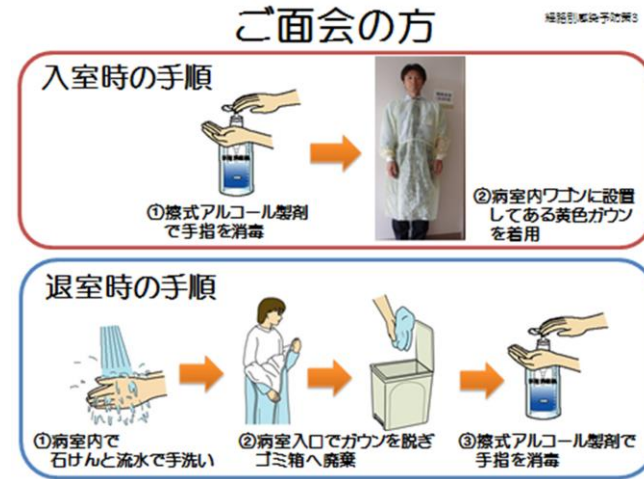 ご面会の方
経路別感染予防策3
入室時の手順
①擦式アルコール製剤
で手指を消毒
②病室内ワゴンに設置
してある黄色ガウン
を着用
退室時の手順
①病室内で
石けんと流水で手洗い
②病室入口でガウンを脱ぎ
ゴミ箱へ廃棄
③擦式アルコール製剤で
手指を消毒